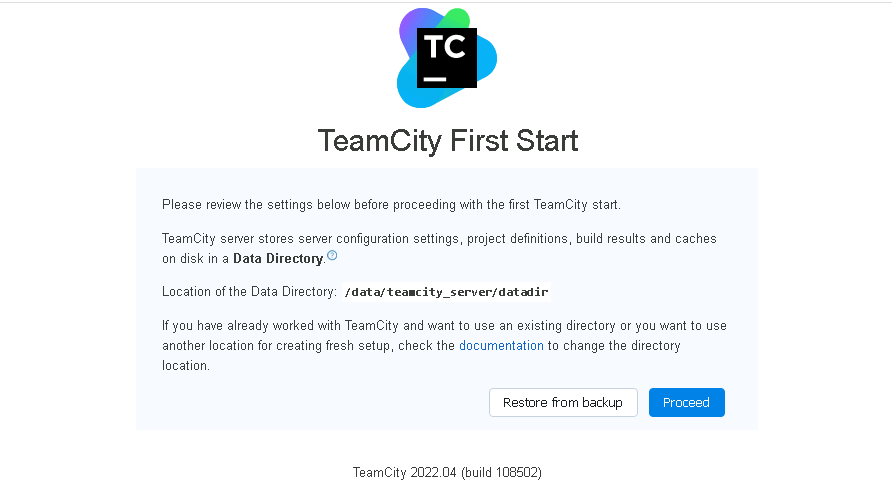 TC
TeamCity First Start
Please review the settings below before proceeding with the first TeamCity start.
TeamCity server stores server configuration settings, project definitions, build results and caches
on disk in a Data Directory.
Location of the Data Directory: /data/teamcity_server/datadir
If you have already worked with TeamCity and want to use an existing directory or you want to use
another location for creating fresh setup, check the documentation to change the directory
location.
Restore from backup Proceed
TeamCity 2022.04 (build 108502)